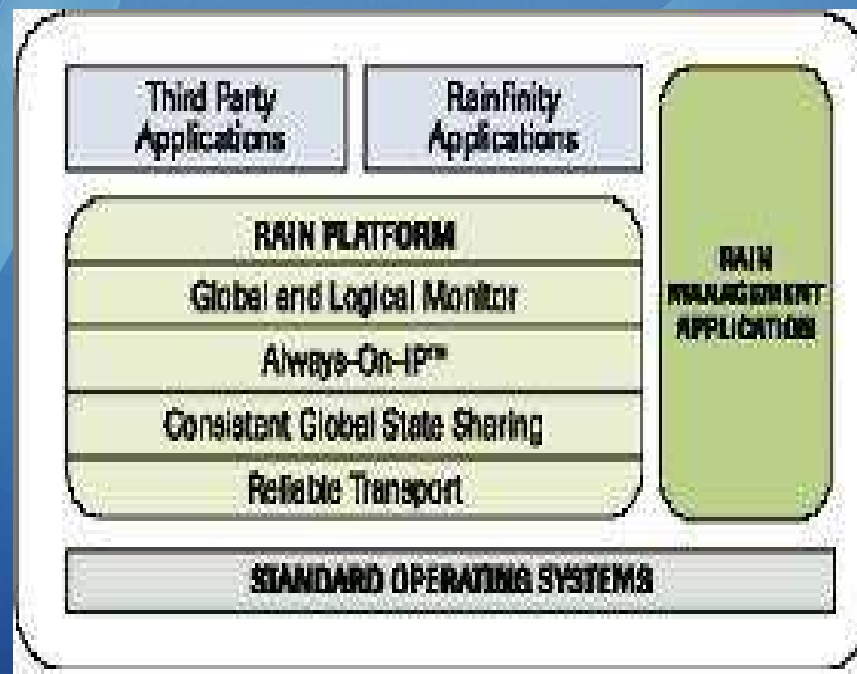 Third Party
Applications
Rainfinity
Applications
RAIN PLATFORM
Global and Logical Monitor
Always-On-IP™
Consistent Global State Sharing
Reliable Transport
RAIN
MANAGEMENT
APPLICATION
STANDARD OPERATING SYSTEMS